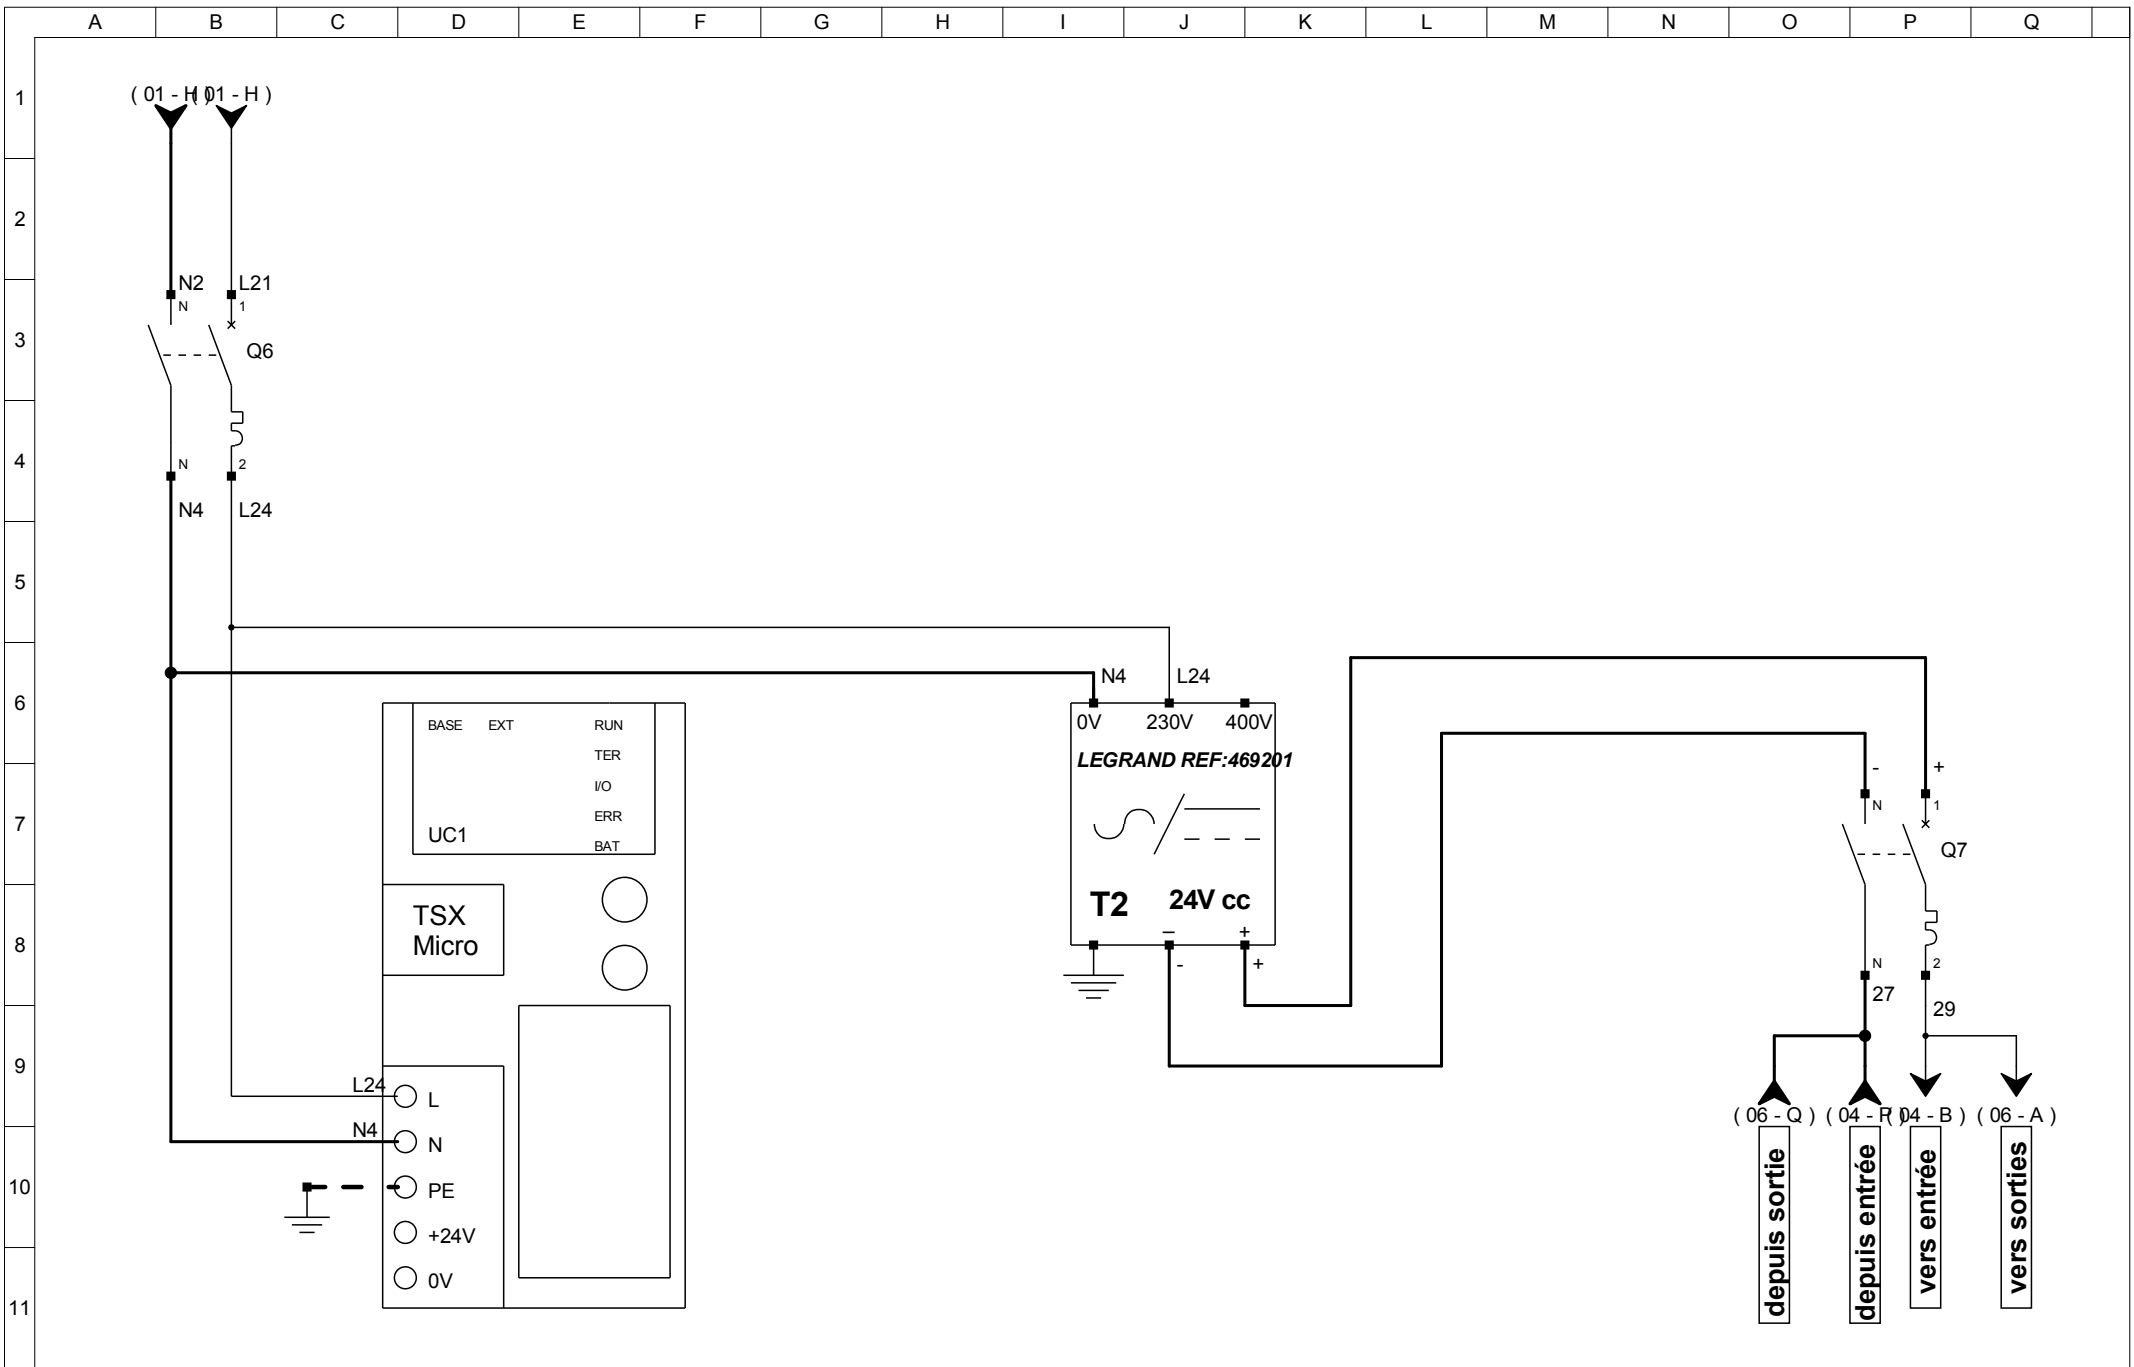 A B C D E F G H I J K L M N O P Q
1
( 01 - H ) ( 01 - H )
2
N2 L21
N 1
3
Q6
4
N 2
N4 L24
5
N4 L24
6
0V 230V 400V
BASE EXT RUN
TER
LEGRAND REF:469201
- +
I/O
N 1
7
ERR
UC1
BAT
Q7
T2 24V cc
TSX
Micro
8
– +
- +
N 2
27
29
9
L24
L
( 06 - Q ) ( 04 - P ) ( 04 - B ) ( 06 - A )
N4
N
10
PE
+24V
0V
11
depuis sortie
depuis entrée
vers entrée
vers sorties